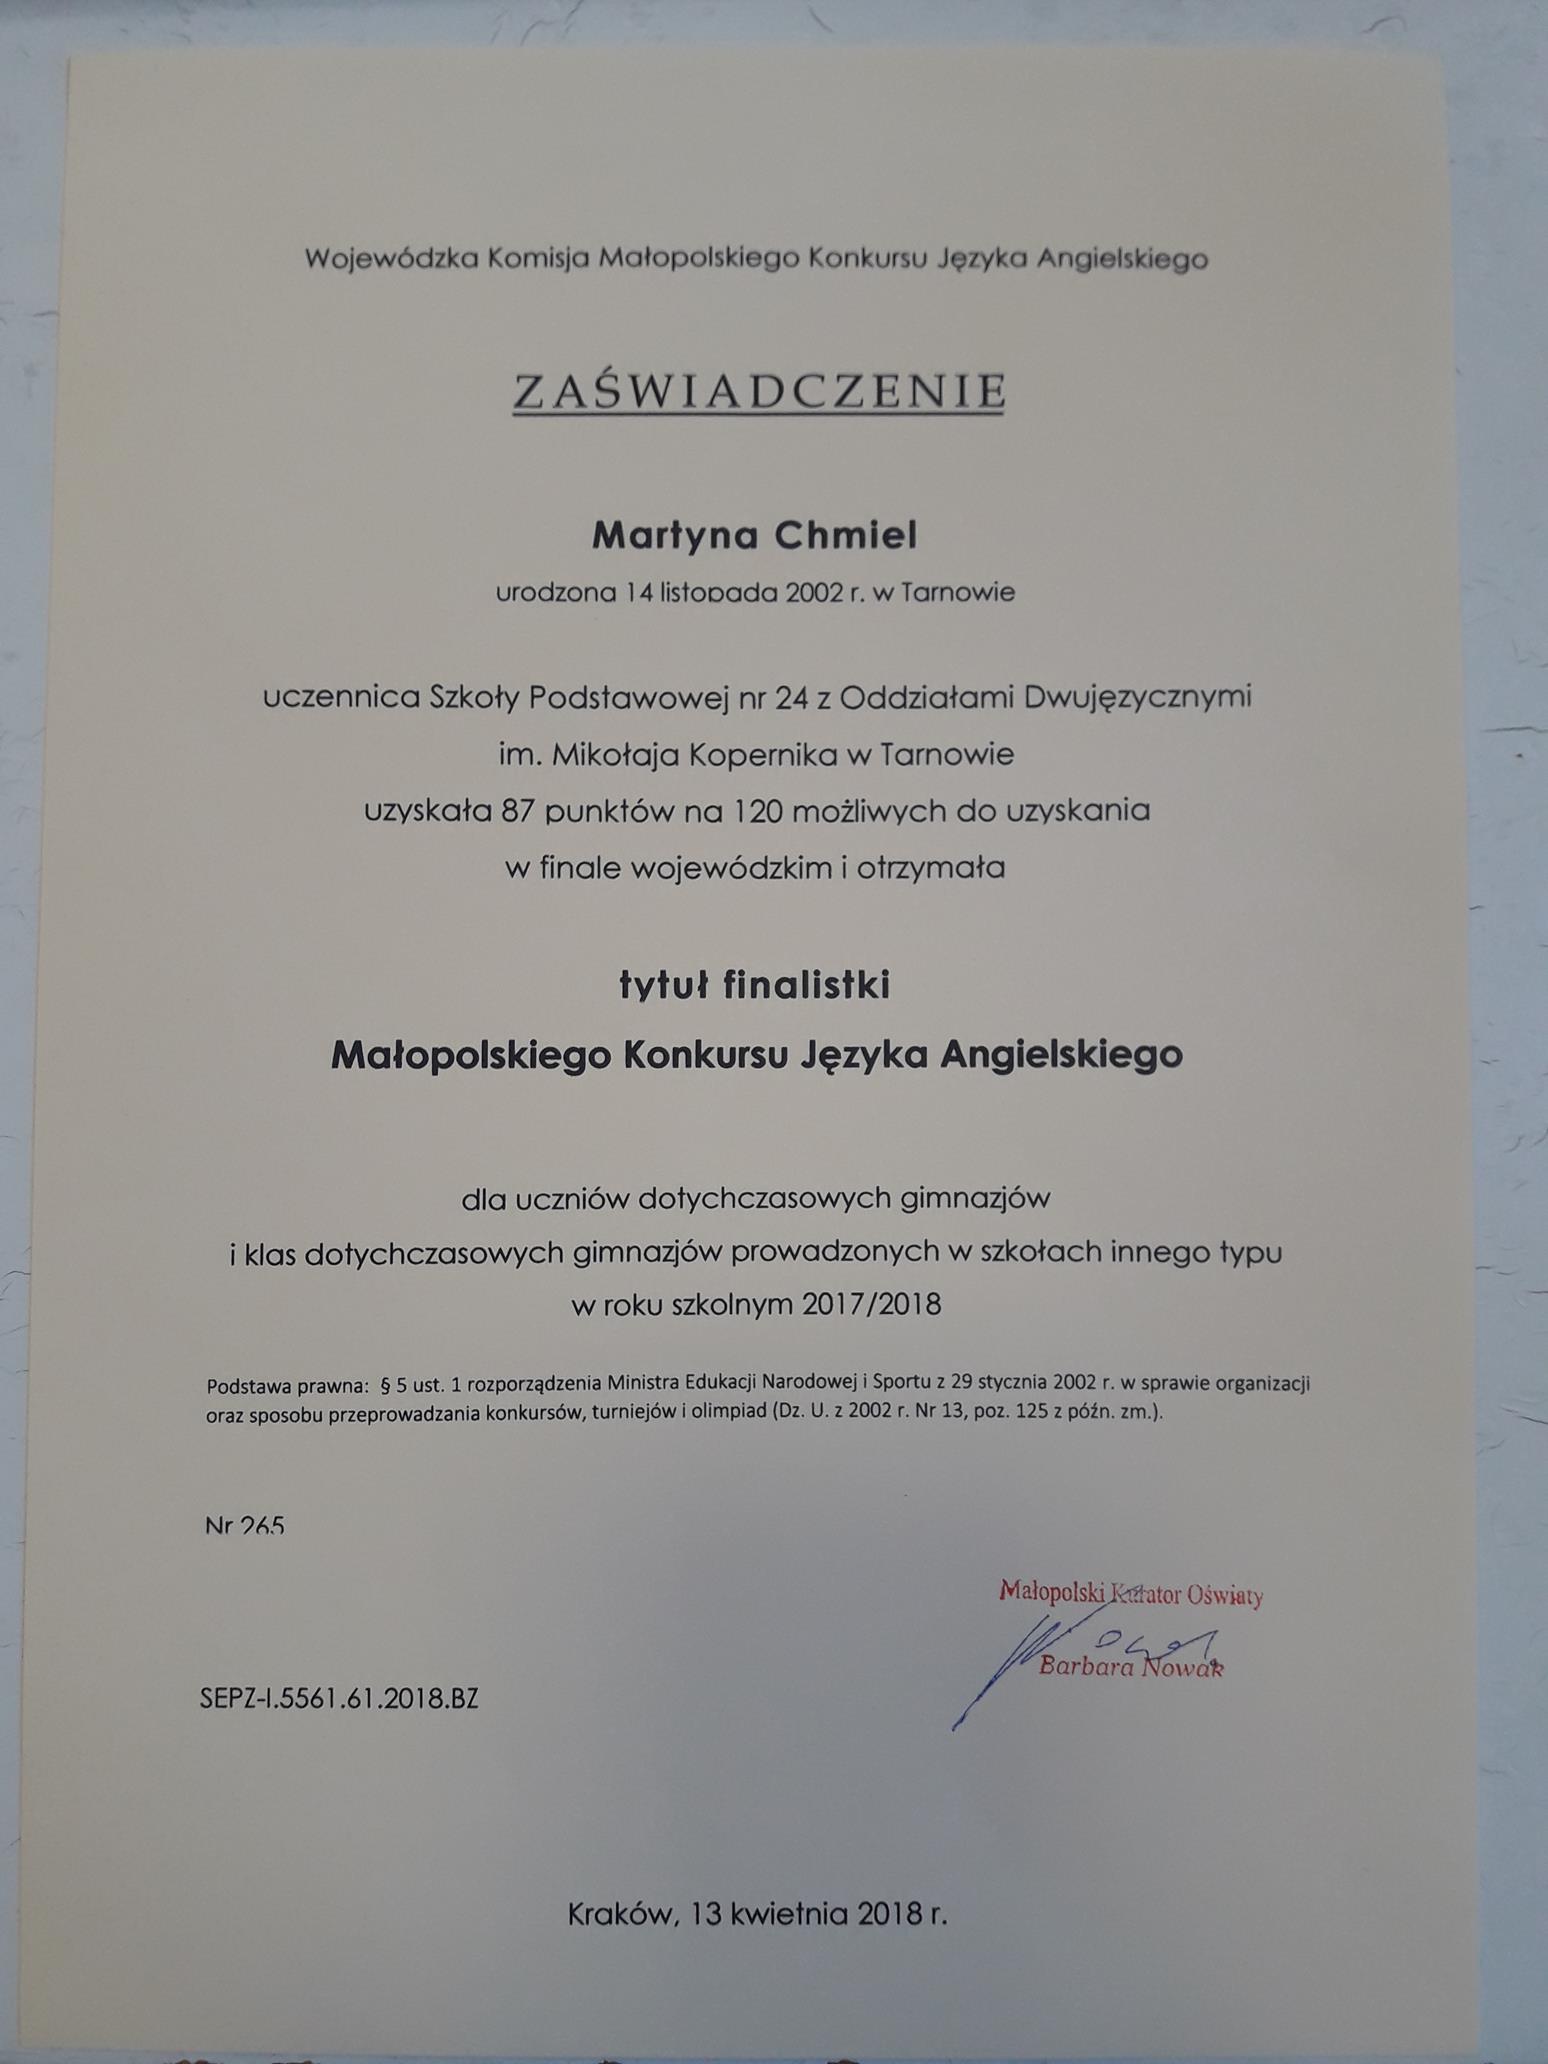 Wojewódzka Komisja Małopolskiego Konkursu Języka Angielskiego
ZAŚWIADCZENIE
Martyna Chmiel
urodzona 14 listopada 2002 r. w Tarnowie
uczennica Szkoły Podstawowej nr 24 z Oddziałami Dwujęzycznymi
im. Mikołaja Kopernika w Tarnowie
uzyskała 87 punktów na 120 możliwych do uzyskania
w finale wojewódzkim i otrzymała
tytuł finalistki
Małopolskiego Konkursu Języka Angielskiego
dla uczniów dotychczasowych gimnazjów
i klas dotychczasowych gimnazjów prowadzonych w szkołach innego typu
w roku szkolnym 2017/2018
Podstawa prawna: § 5 ust. 1 rozporządzenia Ministra Edukacji Narodowej i Sportu z 29 stycznia 2002 r. w sprawie organizacji
oraz sposobu przeprowadzania konkursów, turniejów i olimpiad (Dz. U. z 2002 r. Nr 13, poz. 125 z późn. zm.).
Nr 265
Małopolski Kurator Oświaty
Barbara Nowak
SEPZ-I.5561.61.2018.BZ
Kraków, 13 kwietnia 2018 r.